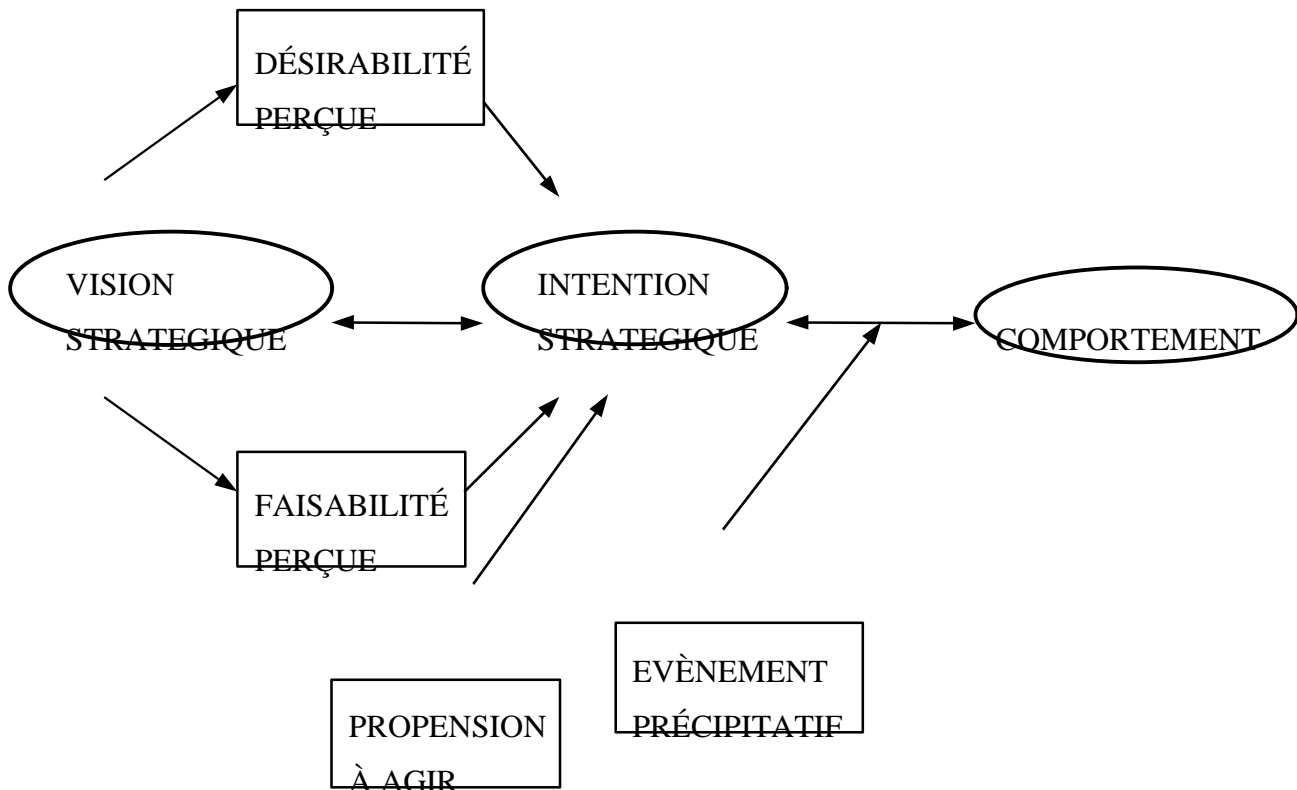 DÉSIRABILITÉ
PERÇUE
VISION
STRATEGIQUE
INTENTION
STRATEGIQUE
COMPORTEMENT
FAISABILITÉ
PERÇUE
EVÈNEMENT
PRÉCIPITATIF
PROPENSION
À AGIR